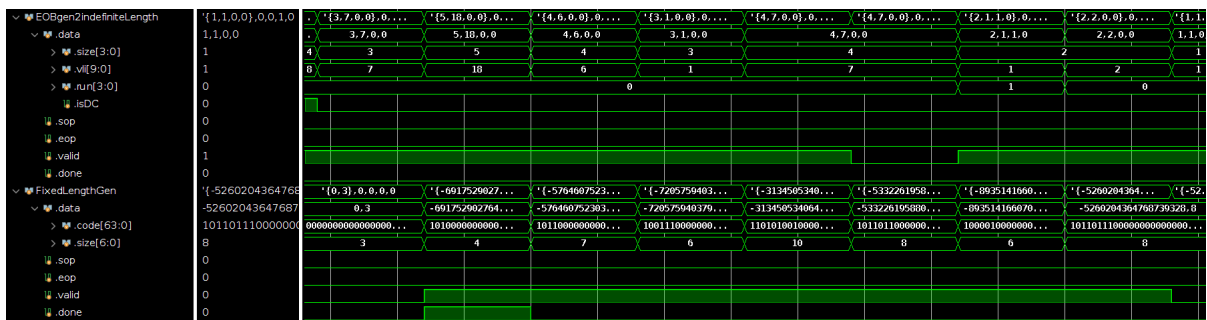 EOBgen2indefiniteLength '{1,1,0,0},0,0,1,0 . '{3,7,0,0},0,... '{5,18,0,0},0... '{4,6,0,0},0,... '{3,1,0,0},0,... '{4,7,0,0},0,... '{4,7,0,0},0,... '{2,1,1,0},0,... '{2,2,0,0},0,... '{1,1.
.data 1,1,0,0 . 3,7,0,0 5,18,0,0 4,6,0,0 3,1,0,0 4,7,0,0 2,1,1,0 2,2,0,0 1,1,0
.size[3:0] 1 4 3 5 4 3 4 2 1
.vli[9:0] 1 8 7 18 6 1 7 1 2 1
.run[3:0] 0 0 1 0
.isDC 0
.sop 0
.eop 0
.valid 1
.done 0
FixedLengthGen '{-5260204364768 '{0,3},0,0,0,0 '{-6917529027... '{-5764607523... '{-7205759403... '{-3134505340... '{-5332261958... '{-8935141660... '{-5260204364... '{-52.
.data -52602043647687 0,3 -691752902764... -576460752303... -720575940379... -313450534064... -533226195880... -893514166070... -5260204364768739328,8
.code[63:0] 10110111000000 0000000000000000... 1010000000000... 1011000000000... 1001110000000... 1101010010000... 1011011000000... 1000010000000... 1011011100000000000000...
.size[6:0] 8 3 4 7 6 10 8 6 8
.sop 0
.eop 0
.valid 0
.done 0